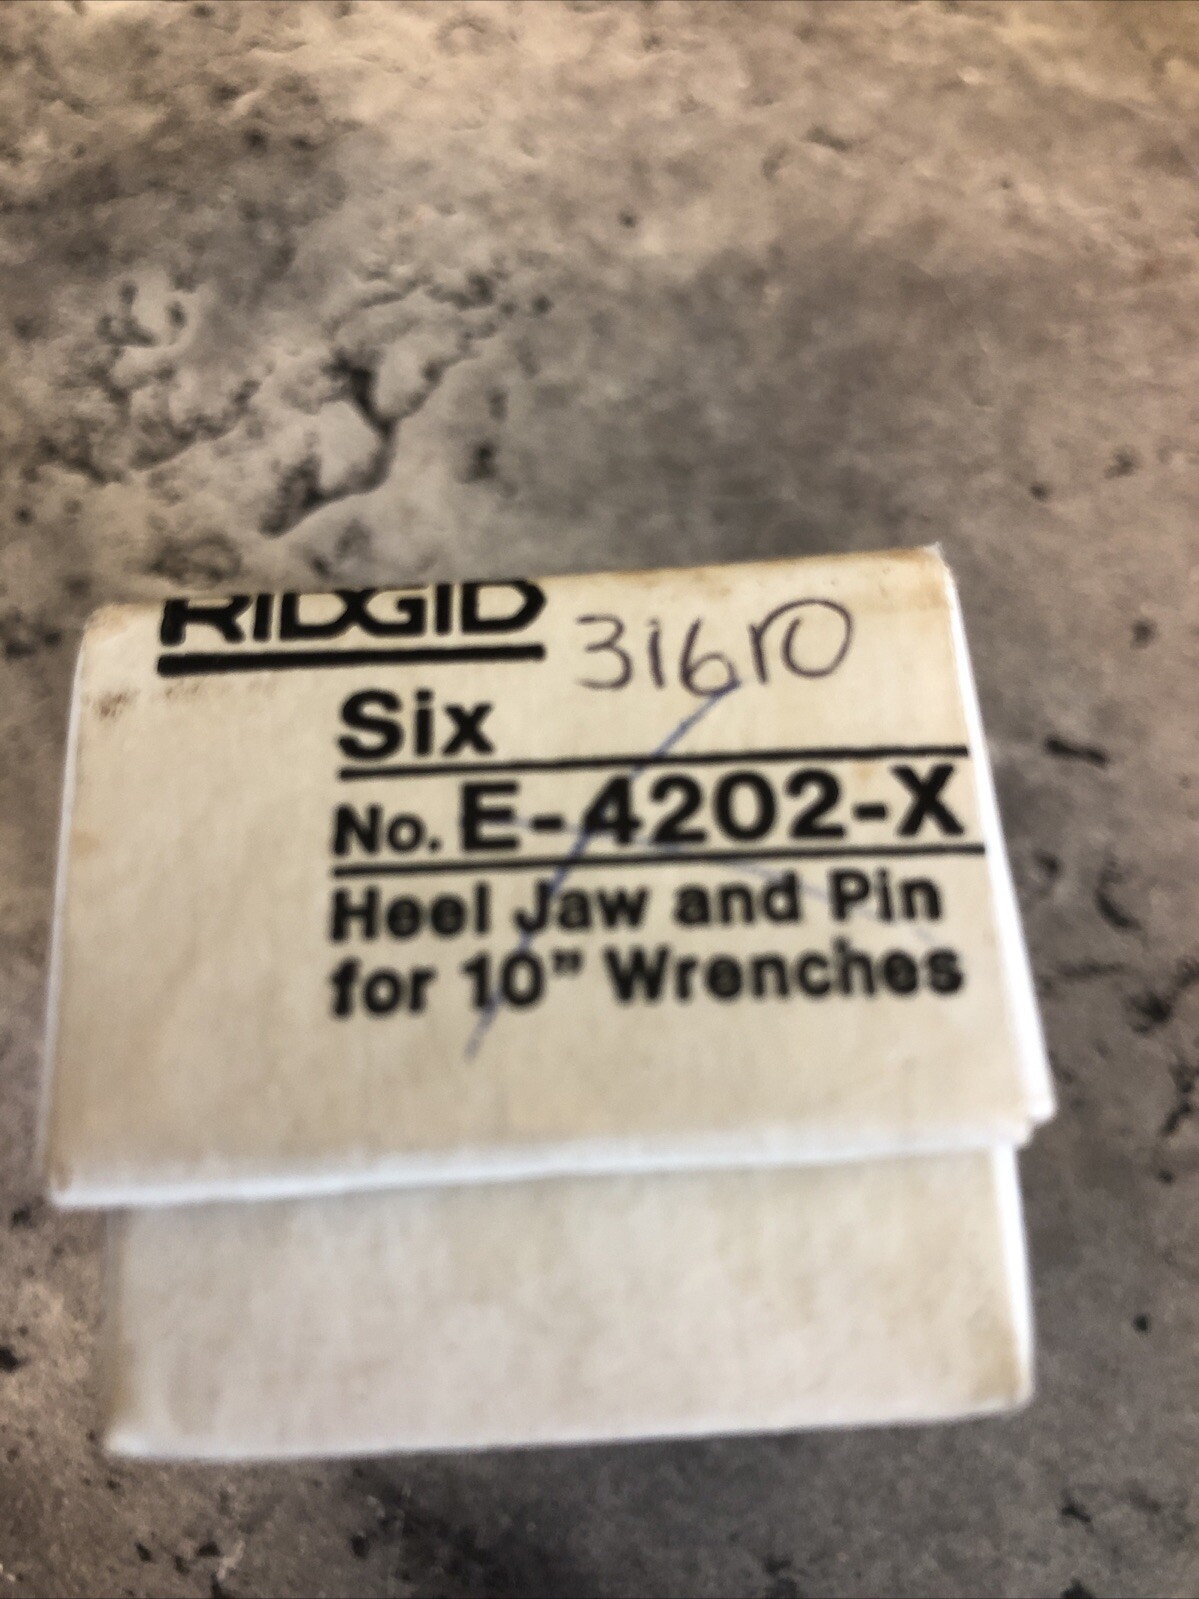 RIDGID 31610
Six
No. E-4202-X
Heel Jaw and Pin
for 10" Wrenches